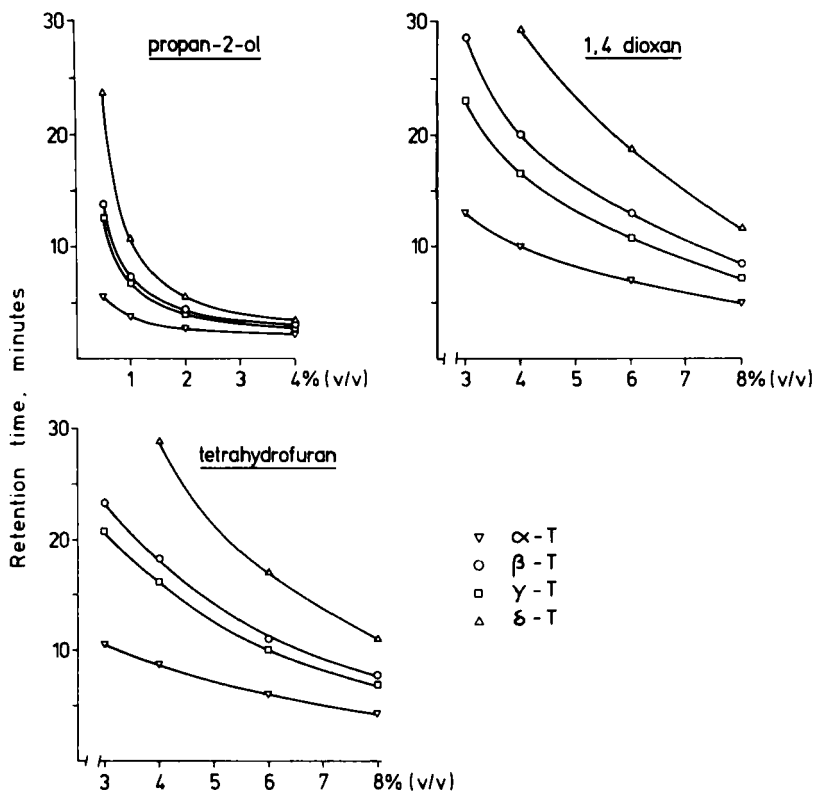 Retention time, minutes
propan-2-ol
30
20
10
1 2 3 4% (v/v)
1,4 dioxan
30
20
10
3 4 5 6 7 8% (v/v)
tetrahydrofuran
30
20
10
3 4 5 6 7 8% (v/v)
α-T
β-T
γ-T
δ-T